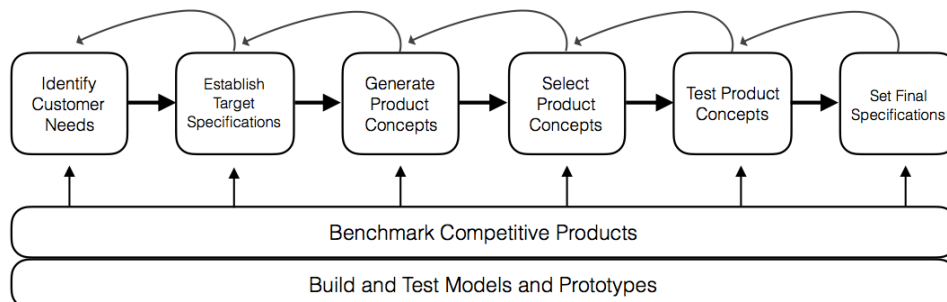 Identify
Customer
Needs
Establish
Target
Specifications
Generate
Product
Concepts
Select
Product
Concepts
Test Product
Concepts
Set Final
Specifications
Benchmark Competitive Products
Build and Test Models and Prototypes